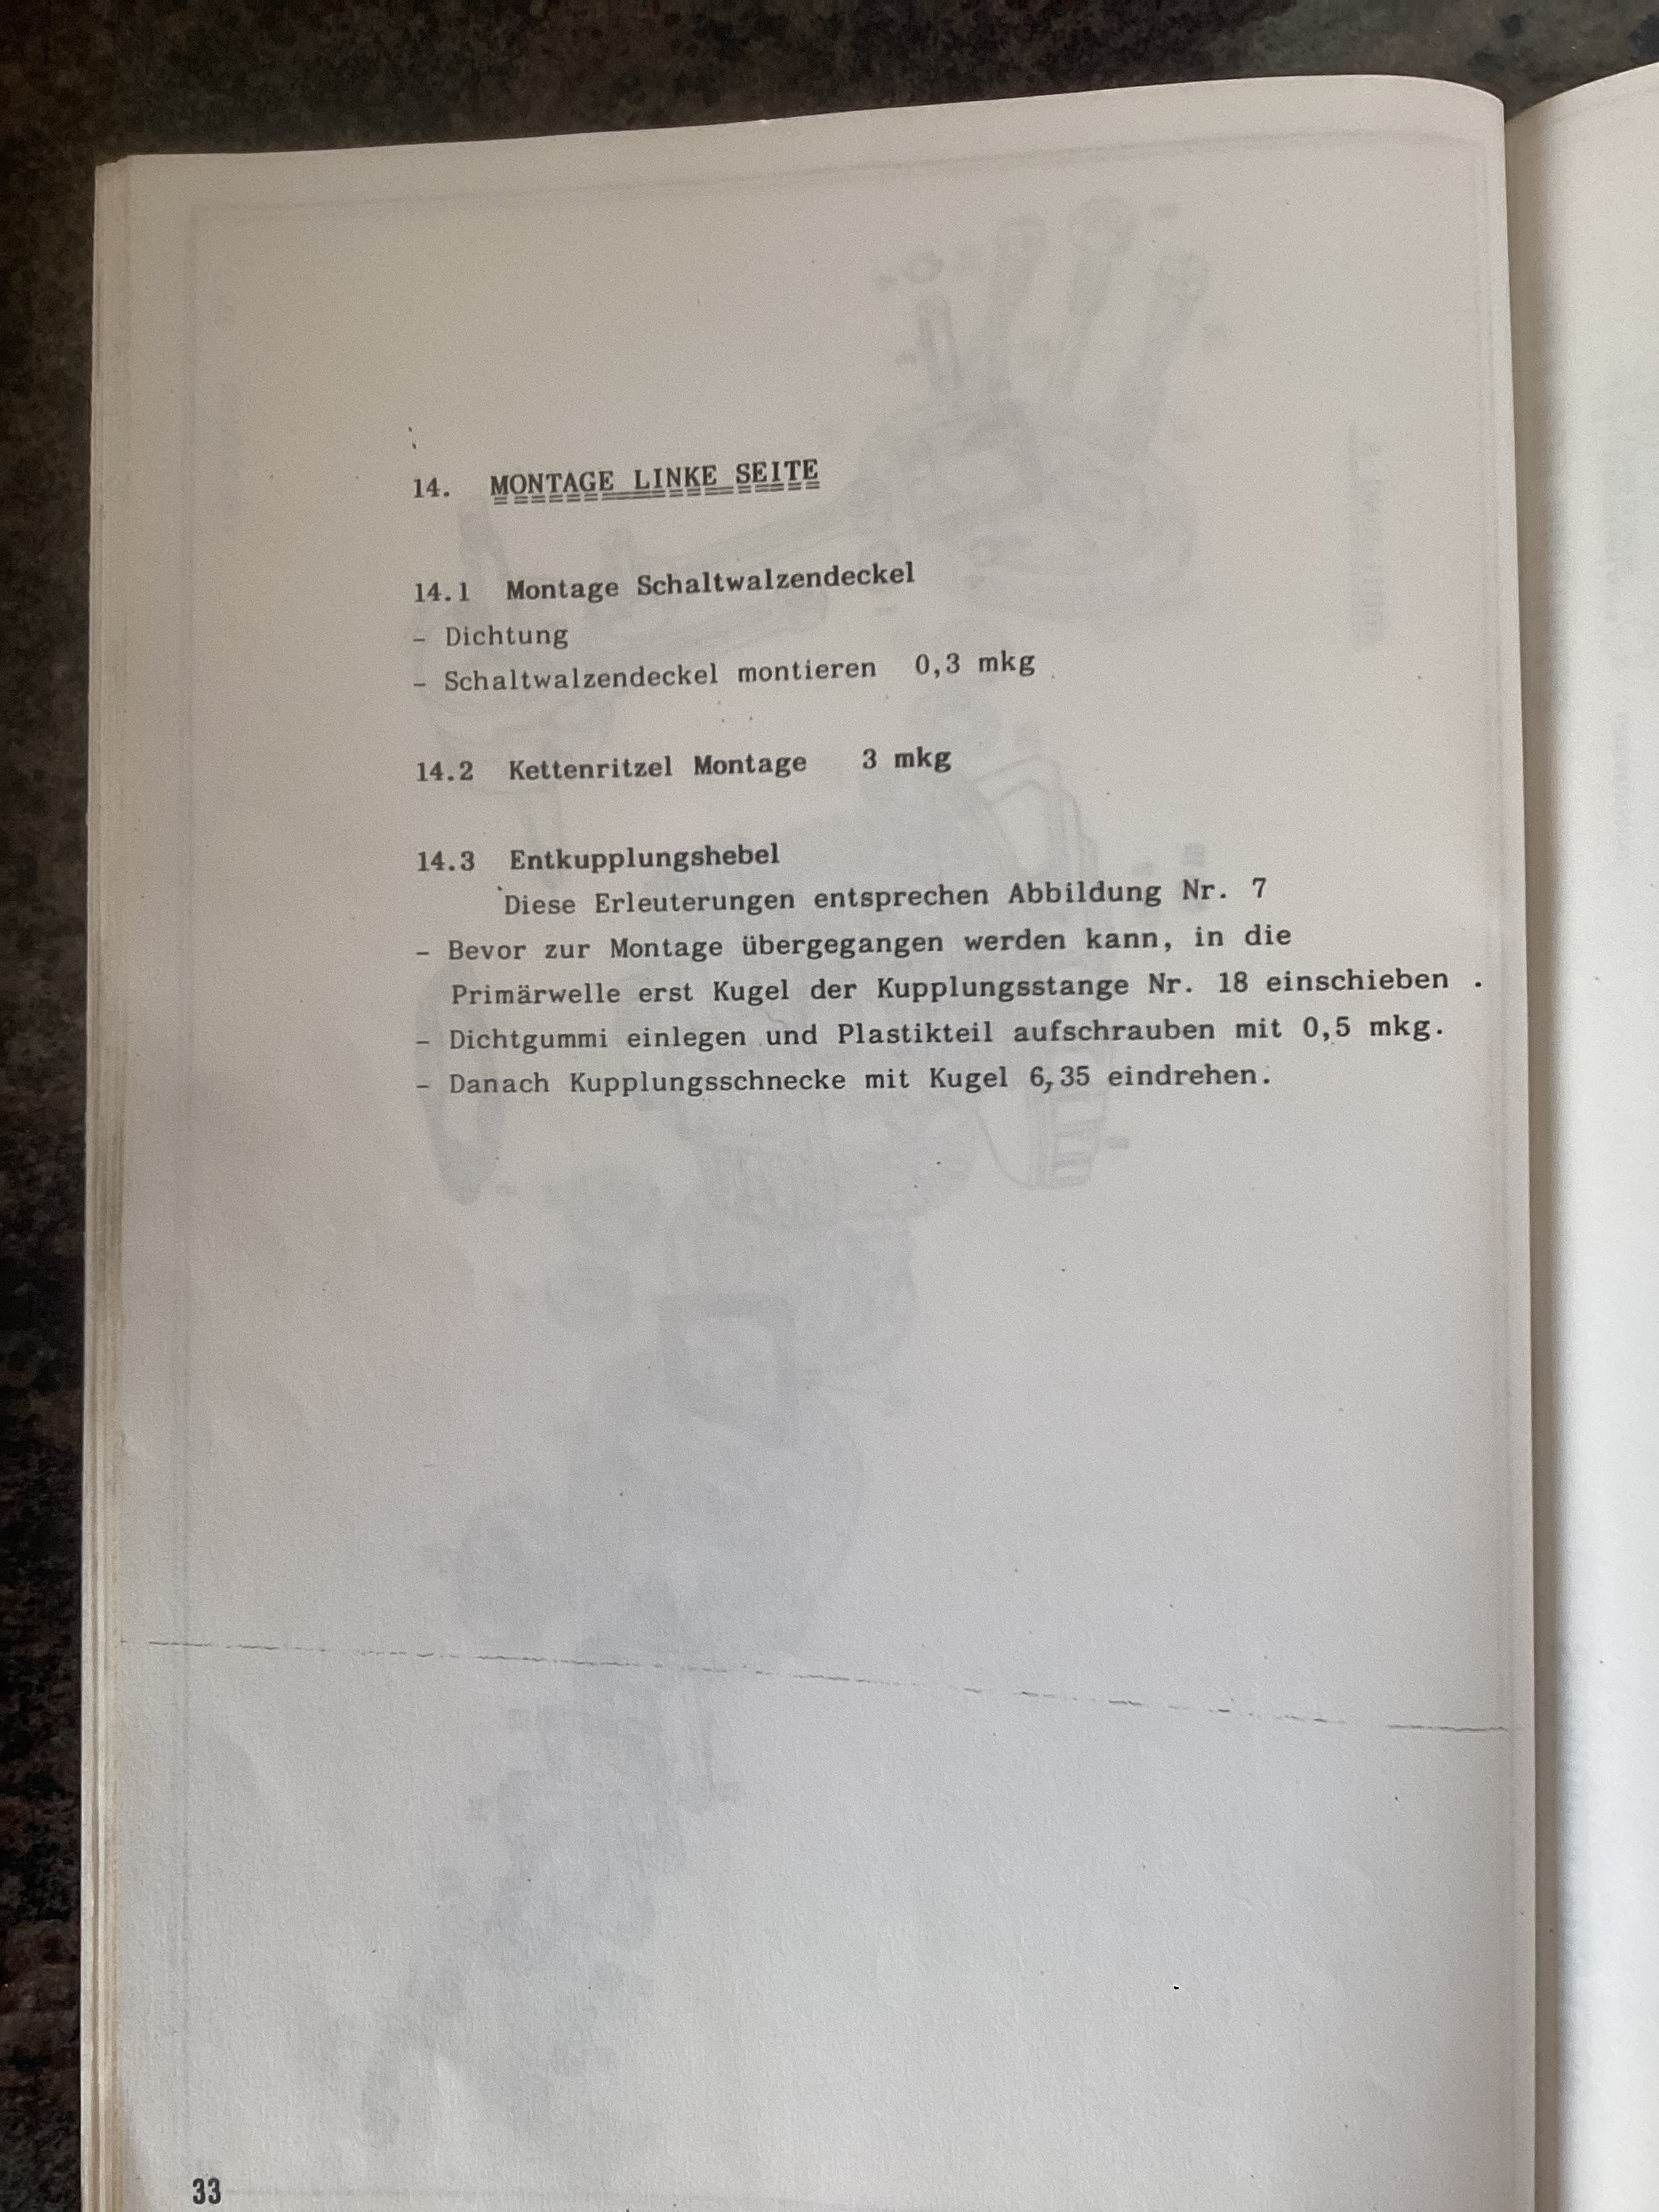 14. MONTAGE LINKE SEITE
14.1 Montage Schaltwalzendeckel
- Dichtung
- Schaltwalzendeckel montieren 0,3 mkg
14.2 Kettenritzel Montage 3 mkg
14.3 Entkupplungshebel
Diese Erleuterungen entsprechen Abbildung Nr. 7
- Bevor zur Montage übergegangen werden kann, in die
Primärwelle erst Kugel der Kupplungsstange Nr. 18 einschieben .
- Dichtgummi einlegen und Plastikteil aufschrauben mit 0,5 mkg.
- Danach Kupplungsschnecke mit Kugel 6,35 eindrehen.
33